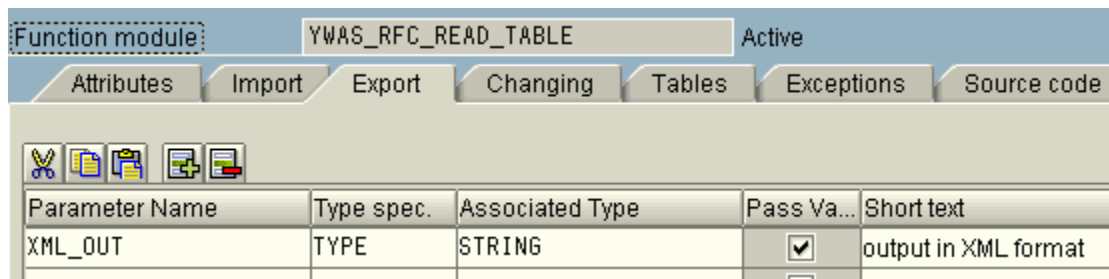 Function module YWAS_RFC_READ_TABLE Active
Attributes Import Export Changing Tables Exceptions Source code
Parameter Name Type spec. Associated Type Pass Va... Short text
XML_OUT TYPE STRING output in XML format